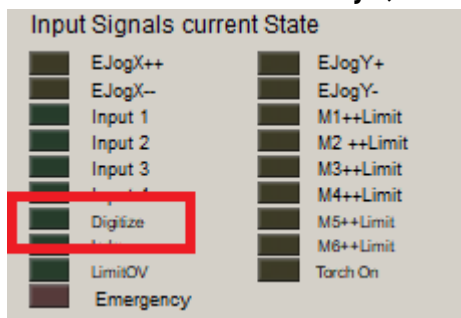 Input Signals current State
EJogX++
EJogX--
Input 1
Input 2
Input 3
Digitize
LimitOV
Emergency
EJogY+
EJogY-
M1++Limit
M2 ++Limit
M3++Limit
M4++Limit
M5++Limit
M6++Limit
Torch On